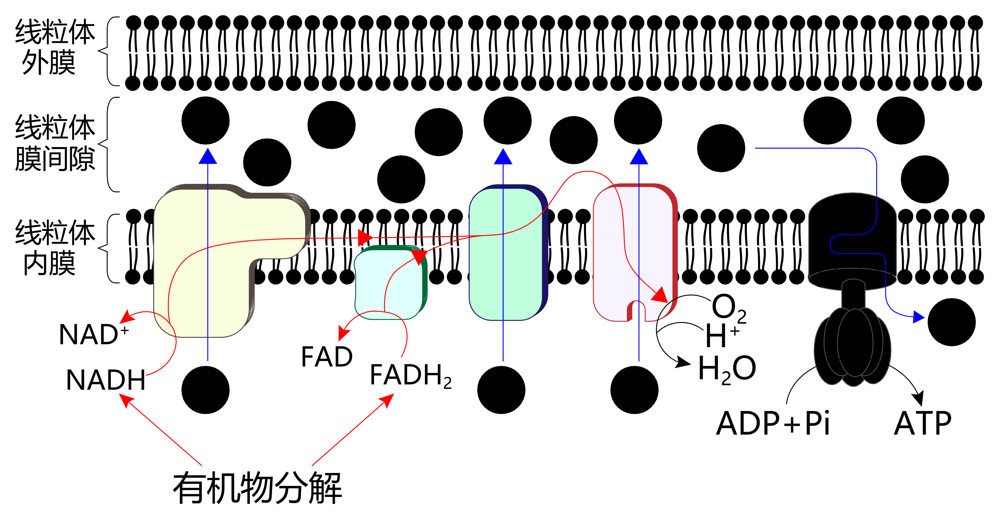 线粒体
外膜
线粒体
膜间隙
线粒体
内膜
NAD⁺
NADH
FAD
FADH₂
O₂
H⁺
H₂O
ADP+Pi
ATP
有机物分解